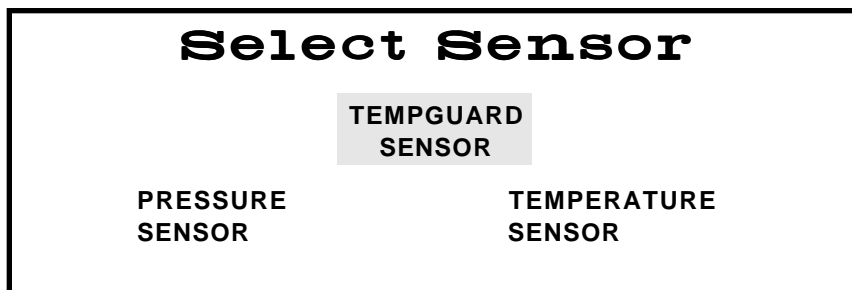 Select Sensor
TEMPGUARD
SENSOR
PRESSURE
SENSOR
TEMPERATURE
SENSOR